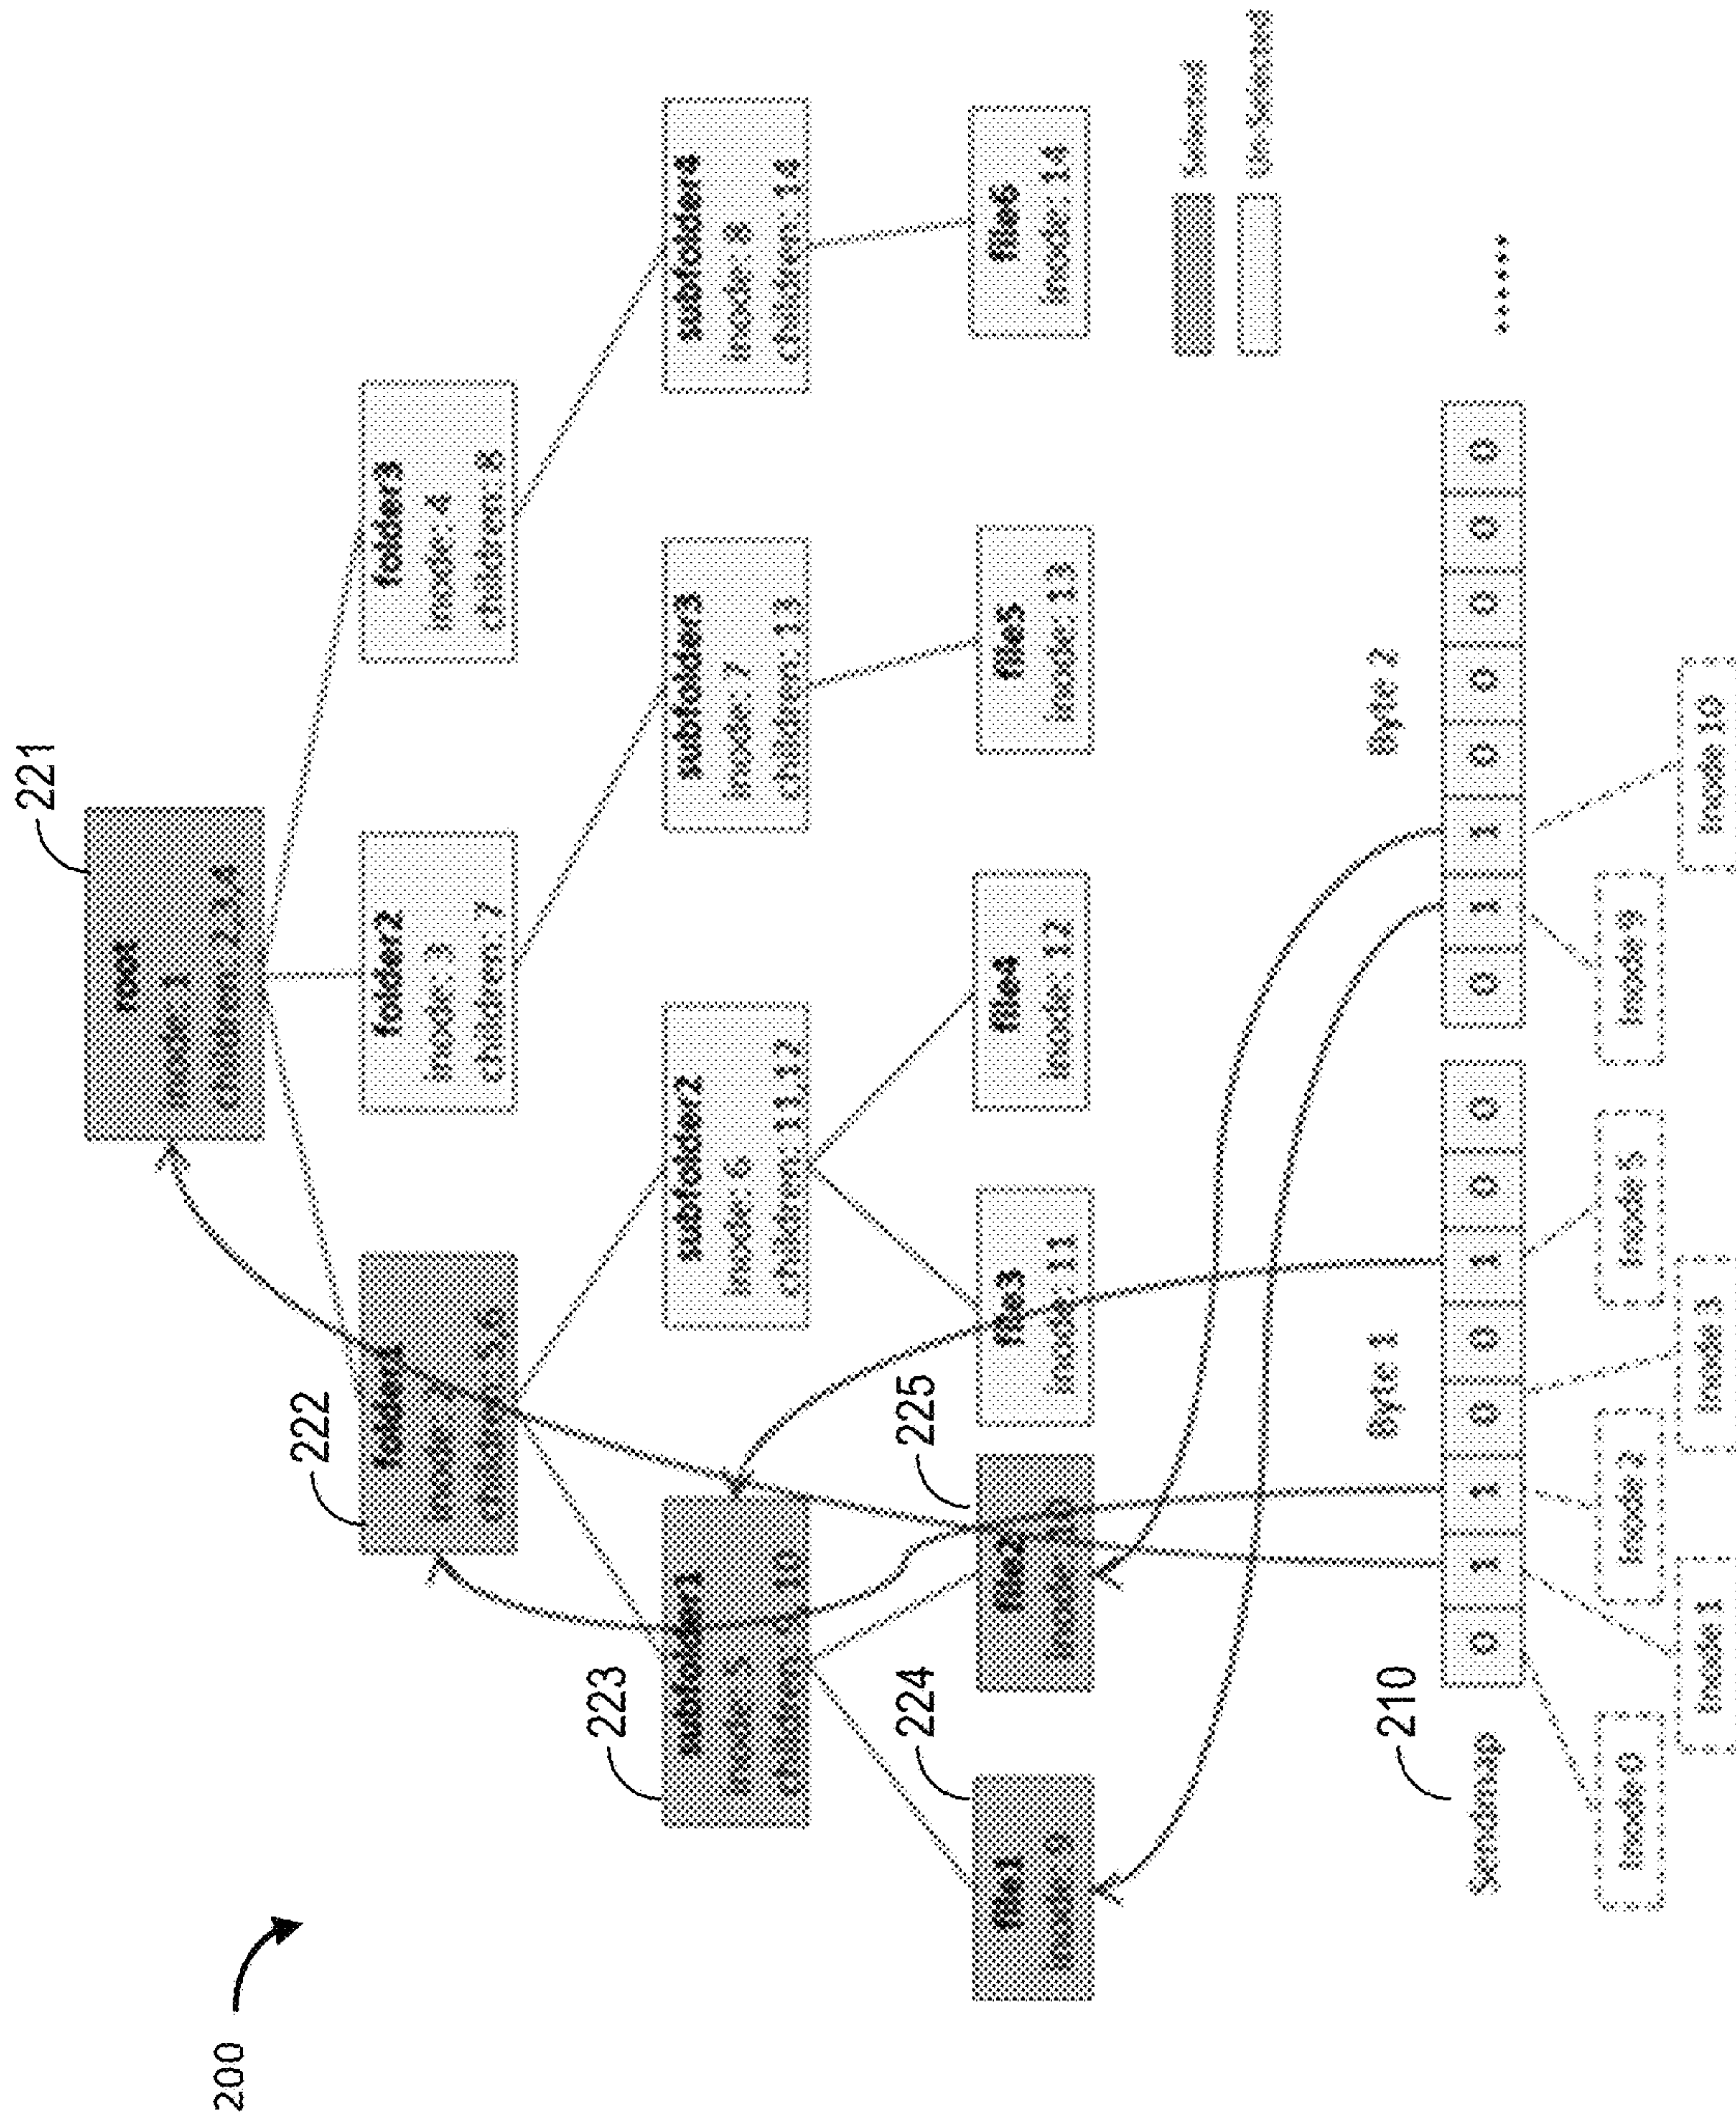 200
221
root
inode: 1
children: 2,3,4
222
folder1
inode: 2
children: 5,6
folder2
inode: 3
children: 7
folder3
inode: 4
children: 8
223
subfolder1
inode: 5
children: 9, 10
subfolder2
inode: 6
children: 11,12
subfolder3
inode: 7
children: 13
subfolder4
inode: 8
children: 14
224
file1
inode: 9
225
file2
inode: 10
file3
inode: 11
file4
inode: 12
file5
inode: 13
file6
inode: 14
Selected
Un-Selected
210
Byte 1
Byte 2
Sendmap
0 1 1 0 0 1 0 0
0 1 1 0 0 0 0 0
......
Inode 0
Inode 2
Inode 5
Inode 9
Inode 1
Inode 3
Inode 10